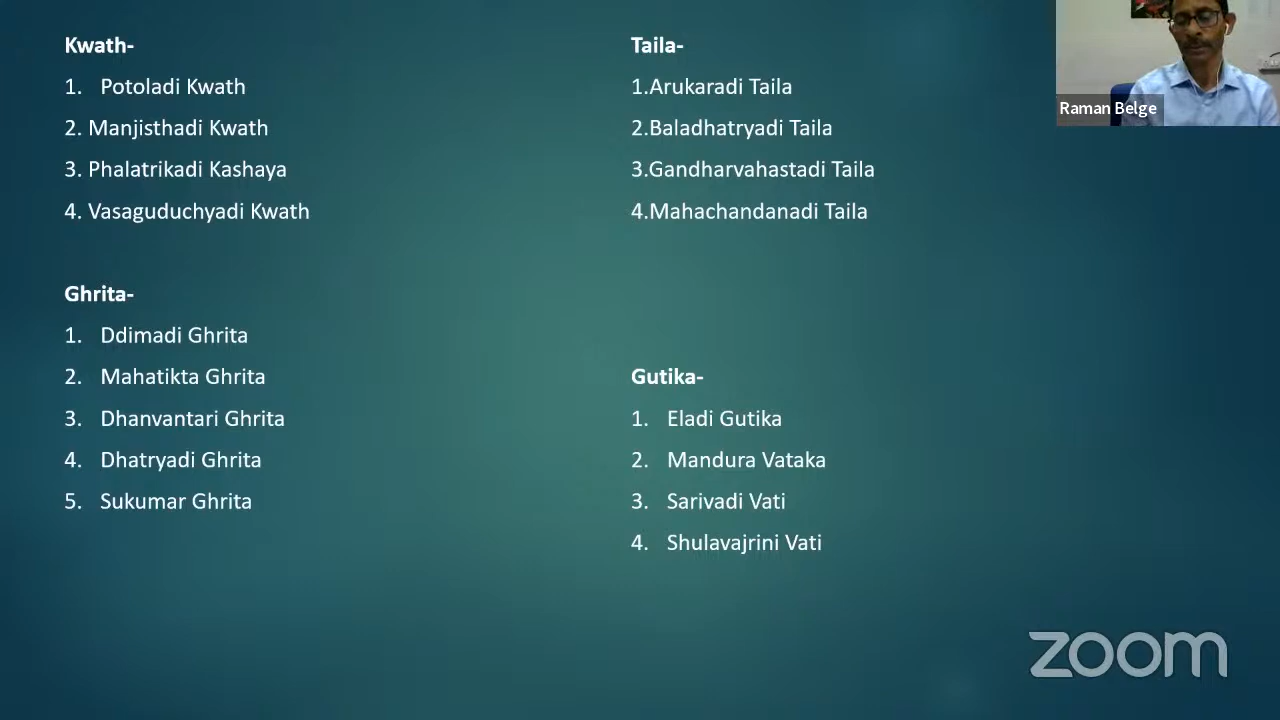 Kwath-
1. Potoladi Kwath
2. Manjisthadi Kwath
3. Phalatrikadi Kashaya
4. Vasaguduchyadi Kwath
Ghrita-
1. Ddimadi Ghrita
2. Mahatikta Ghrita
3. Dhanvantari Ghrita
4. Dhatryadi Ghrita
5. Sukumar Ghrita
Taila-
1.Arukaradi Taila
2.Baladhatryadi Taila
3.Gandharvahastadi Taila
4.Mahachandanadi Taila
Gutika-
1. Eladi Gutika
2. Mandura Vataka
3. Sarivadi Vati
4. Shulavajrini Vati
Raman Belge
zoom